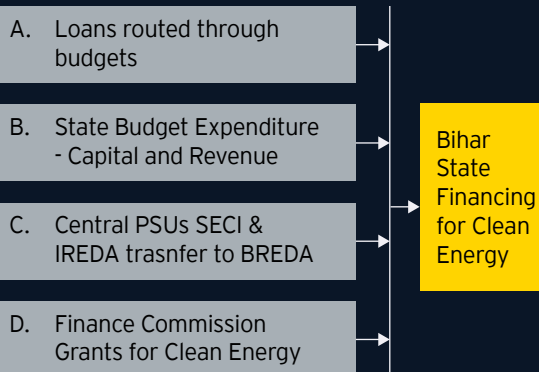 A. Loans routed through
budgets
B. State Budget Expenditure
- Capital and Revenue
C. Central PSUs SECI &
IREDA trasnfer to BREDA
D. Finance Commission
Grants for Clean Energy
Bihar
State
Financing
for Clean
Energy